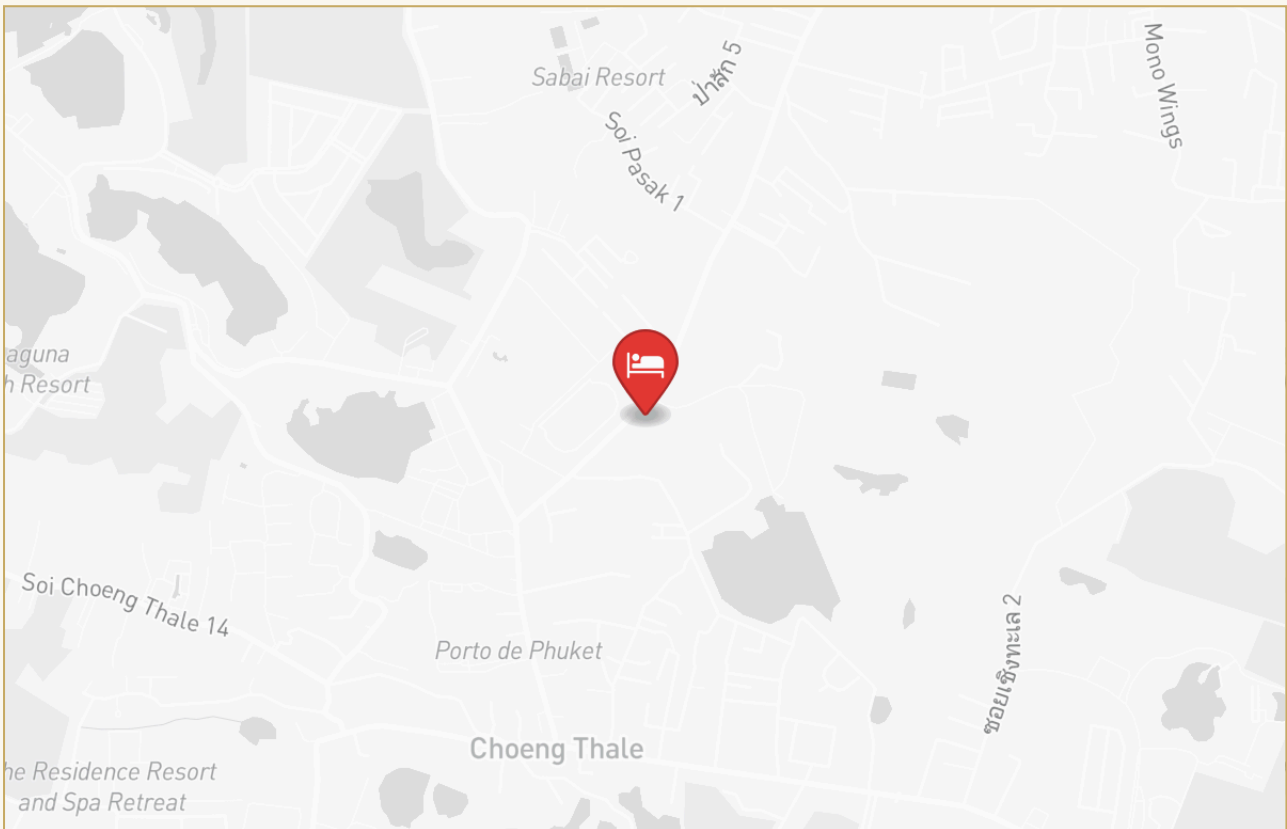 Mono Wings
Sabai Resort
ป่าสัก 5
Soi Pasak 1
aguna
h Resort
Soi Choeng Thale 14
ซอยเชิงทะเล 2
Porto de Phuket
Choeng Thale
he Residence Resort
and Spa Retreat